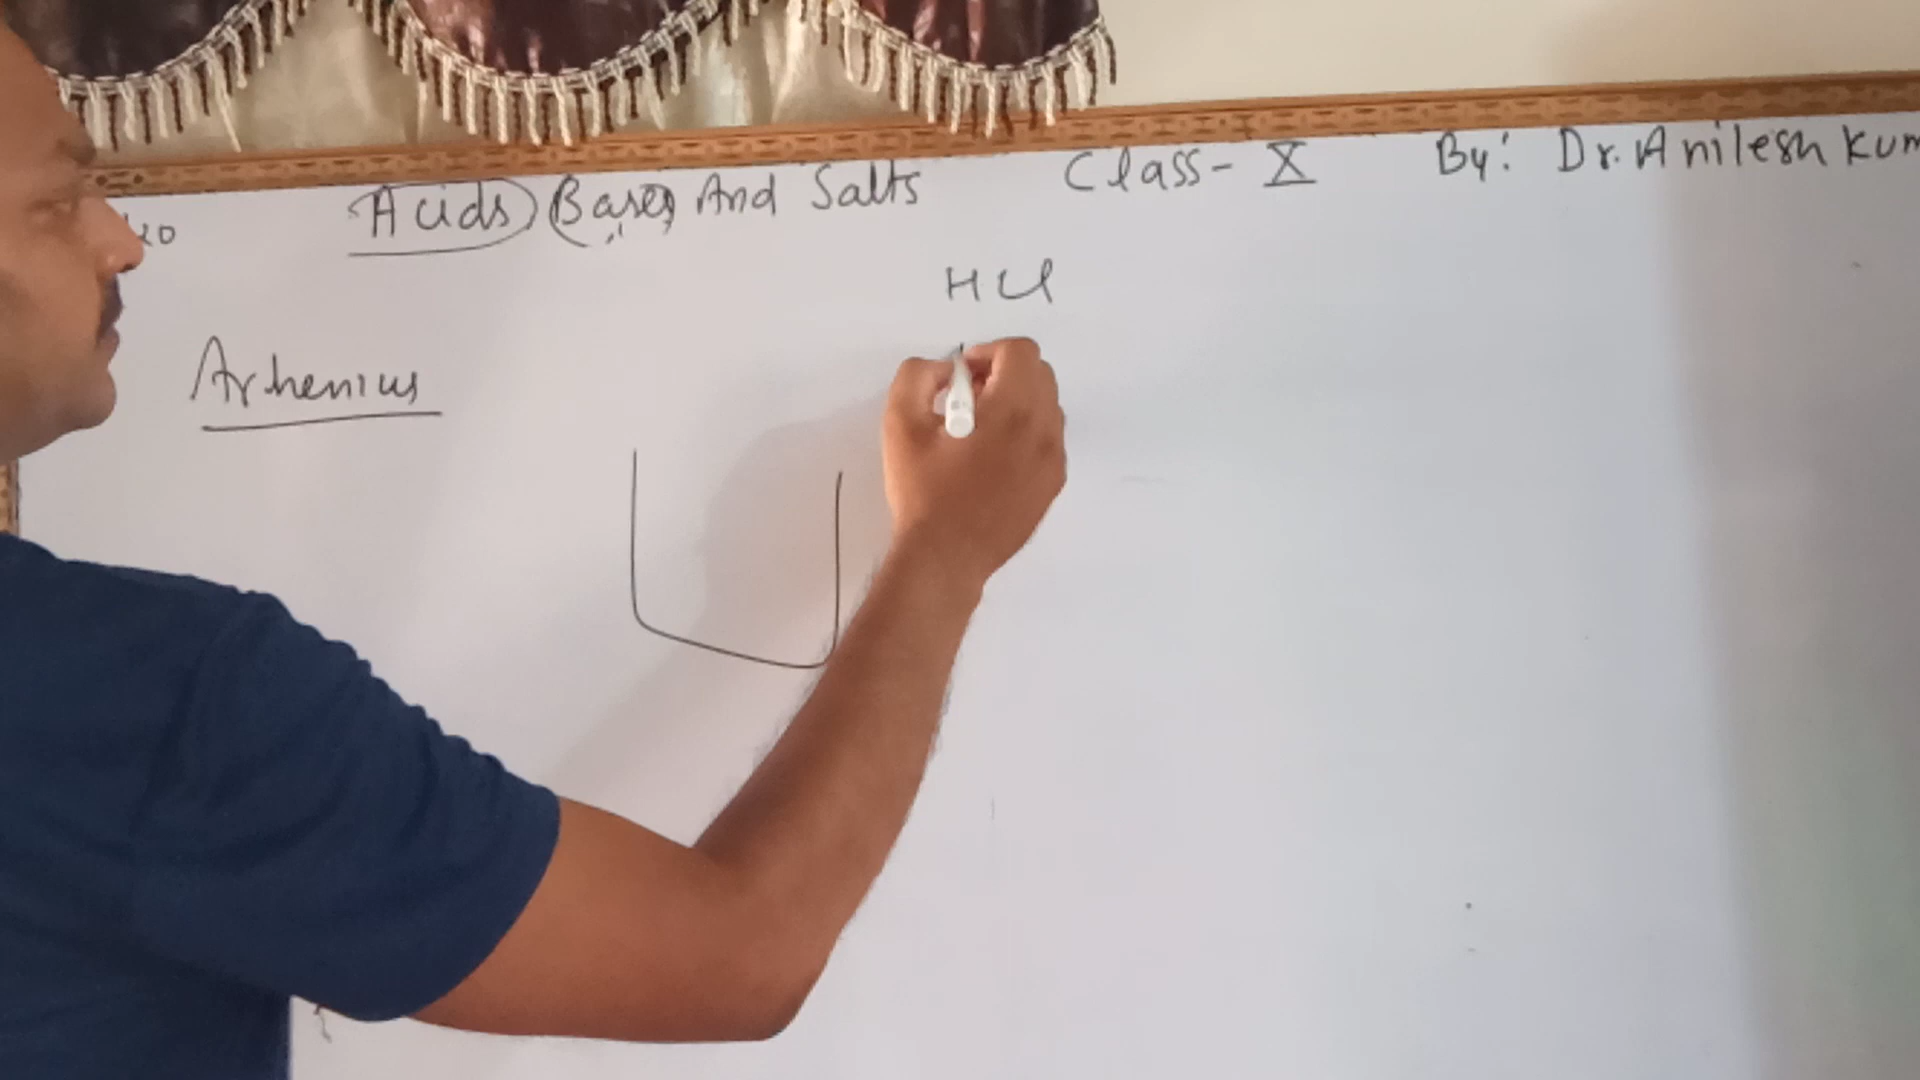 20 Acids Bases And Salts Class- X By: Dr. Anilesh Kum
HCl
Arhenius